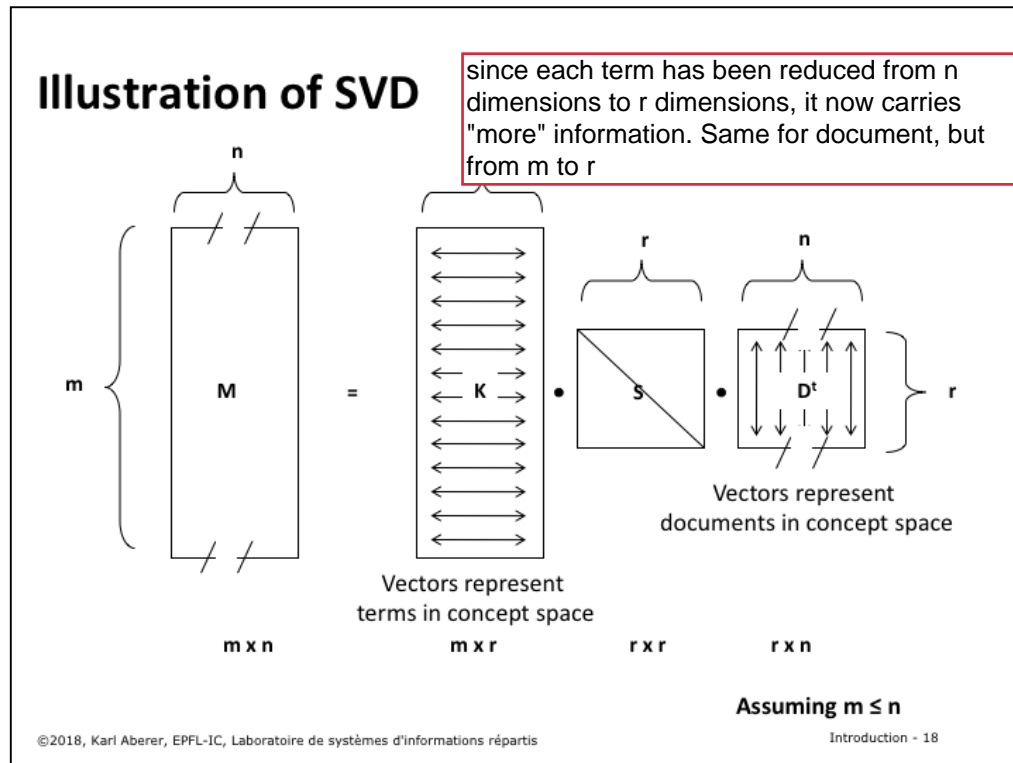 Illustration of SVD
since each term has been reduced from n
dimensions to r dimensions, it now carries
"more" information. Same for document, but
from m to r
n
r
n
m
M
=
K
•
S
•
Dᵗ
r
Vectors represent
documents in concept space
Vectors represent
terms in concept space
m x n
m x r
r x r
r x n
Assuming m ≤ n
©2018, Karl Aberer, EPFL-IC, Laboratoire de systèmes d'informations répartis
Introduction - 18